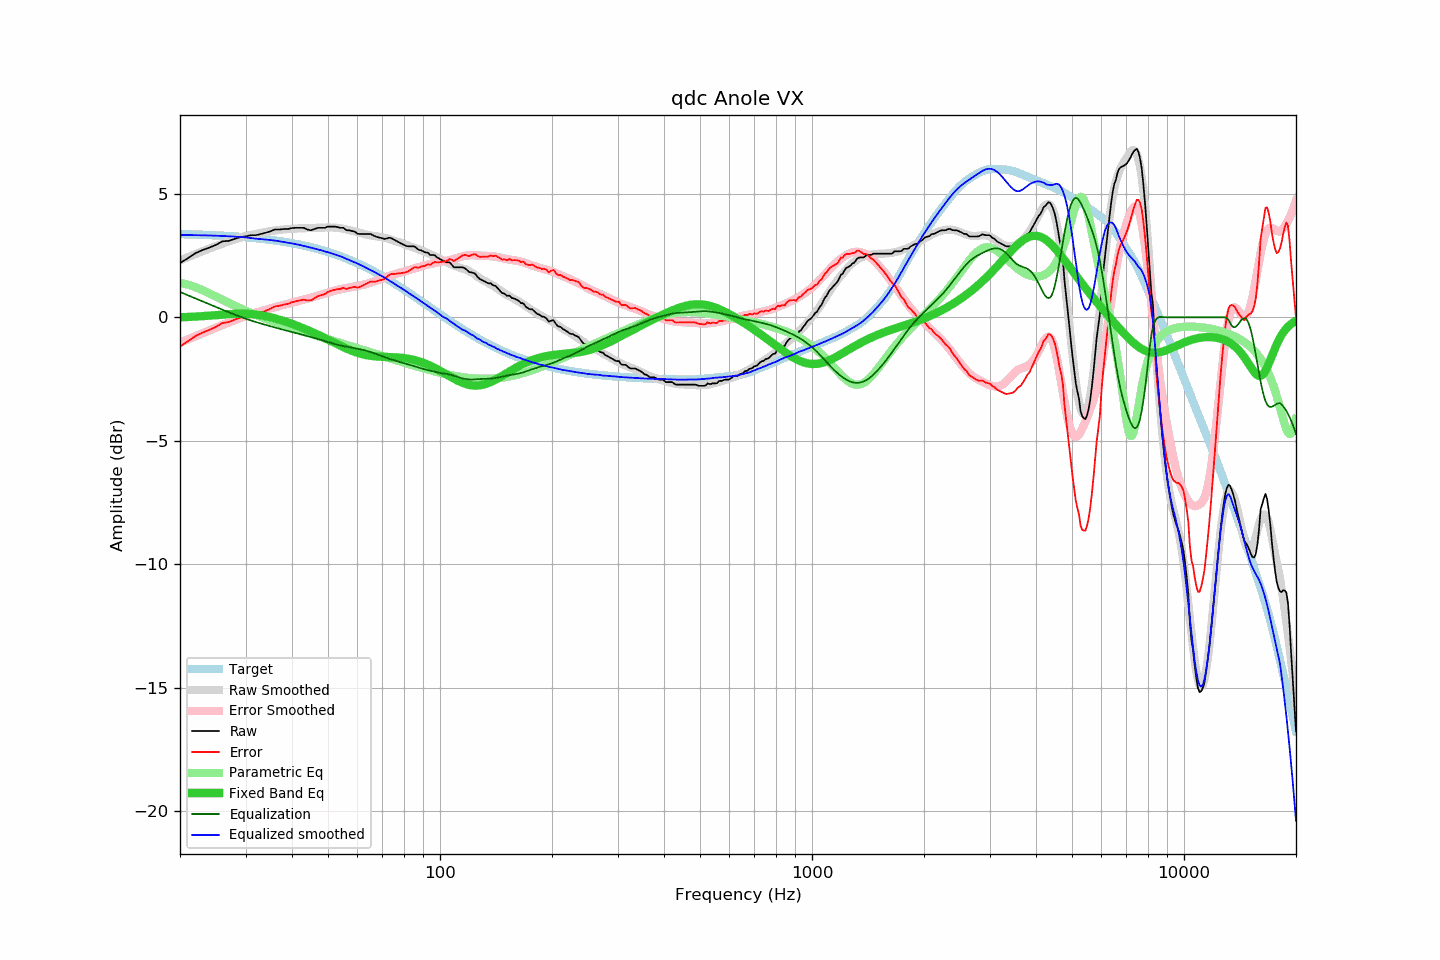 qdc Anole VX
Amplitude (dBr)
5
0
−5
−10
−15
−20
Target
Raw Smoothed
Error Smoothed
Raw
Error
Parametric Eq
Fixed Band Eq
Equalization
Equalized smoothed
100
1000
10000
Frequency (Hz)